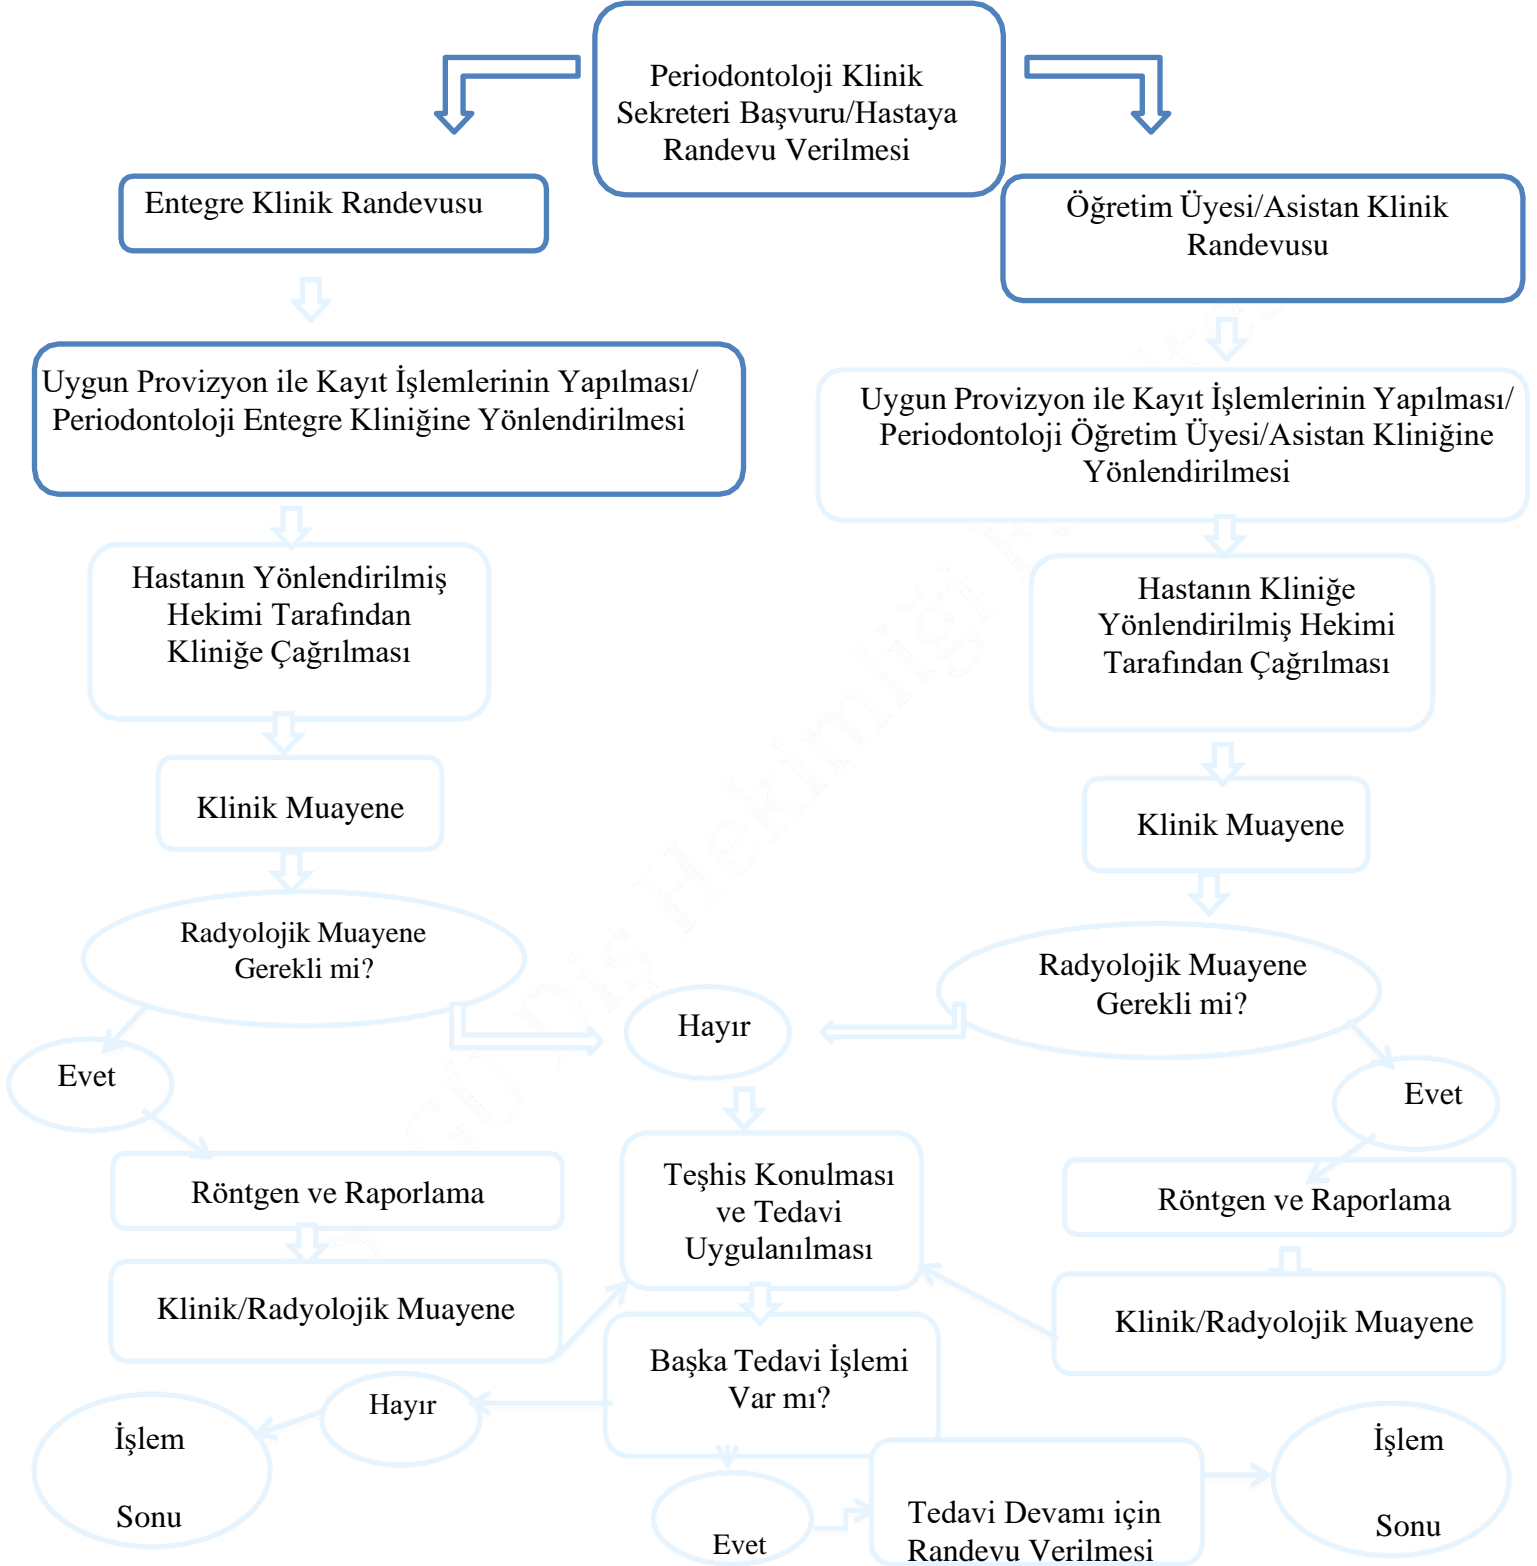 Periodontoloji Klinik
Sekreteri Başvuru/Hastaya
Randevu Verilmesi
Entegre Klinik Randevusu
Öğretim Üyesi/Asistan Klinik
Randevusu
Uygun Provizyon ile Kayıt İşlemlerinin Yapılması/
Periodontoloji Entegre Kliniğine Yönlendirilmesi
Uygun Provizyon ile Kayıt İşlemlerinin Yapılması/
Periodontoloji Öğretim Üyesi/Asistan Kliniğine
Yönlendirilmesi
Hastanın Yönlendirilmiş
Hekimi Tarafından
Kliniğe Çağrılması
Hastanın Kliniğe
Yönlendirilmiş Hekimi
Tarafından Çağrılması
Klinik Muayene
Klinik Muayene
Radyolojik Muayene
Gerekli mi?
Radyolojik Muayene
Gerekli mi?
Hayır
Evet
Evet
Röntgen ve Raporlama
Teşhis Konulması
ve Tedavi
Uygulanılması
Röntgen ve Raporlama
Klinik/Radyolojik Muayene
Klinik/Radyolojik Muayene
Başka Tedavi İşlemi
Var mı?
Hayır
İşlem
Sonu
Evet
Tedavi Devamı için
Randevu Verilmesi
İşlem
Sonu
Diş Hekimliği